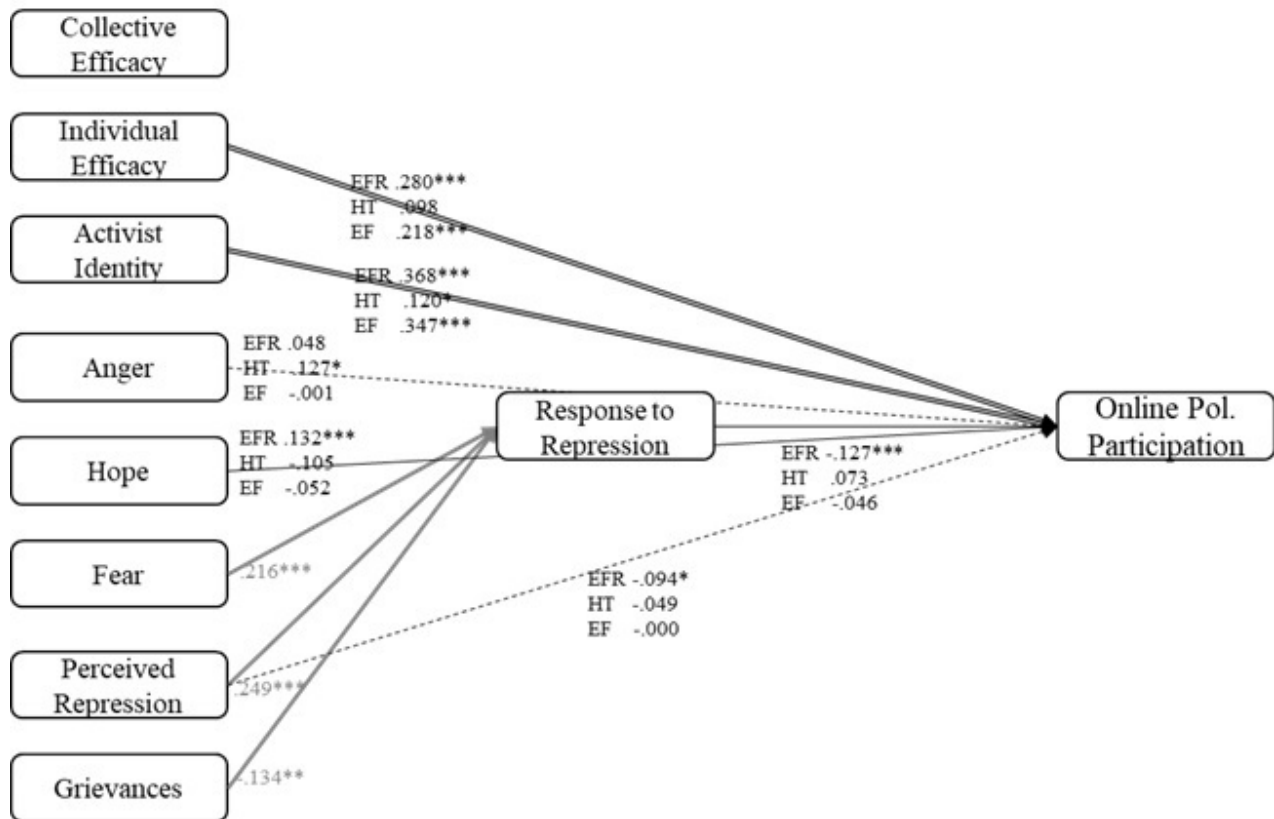 Collective
Efficacy
Individual
Efficacy
EFR .280***
HT .098
EF .218***
Activist
Identity
EFR .368***
HT .120*
EF .347***
Anger
EFR .048
HT .127*
EF -.001
Response to
Repression
Online Pol.
Participation
Hope
EFR .132***
HT -.105
EF -.052
EFR -.127***
HT .073
EF -.046
Fear
.216***
EFR -.094*
HT -.049
EF -.000
Perceived
Repression
.249***
Grievances
-.134**